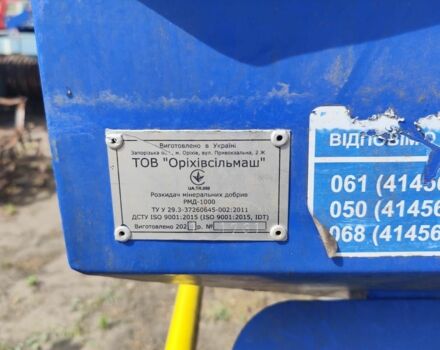 Виготовлено в Україні
Запорізька обл., м. Оріхів, вул. Привокзальна, 2 Ж
ТОВ "Оріхівсільмаш"
UA.TR.098
Розкидач мінеральних добрив
РМД-1000
ТУ У 29.3-37260645-002:2011
ДСТУ ISO 9001:2015 (ISO 9001:2015, IDT)
Виготовлено 202 р. №
ВІДПОВІМО
061 (41456
050 (41456
068 (41456